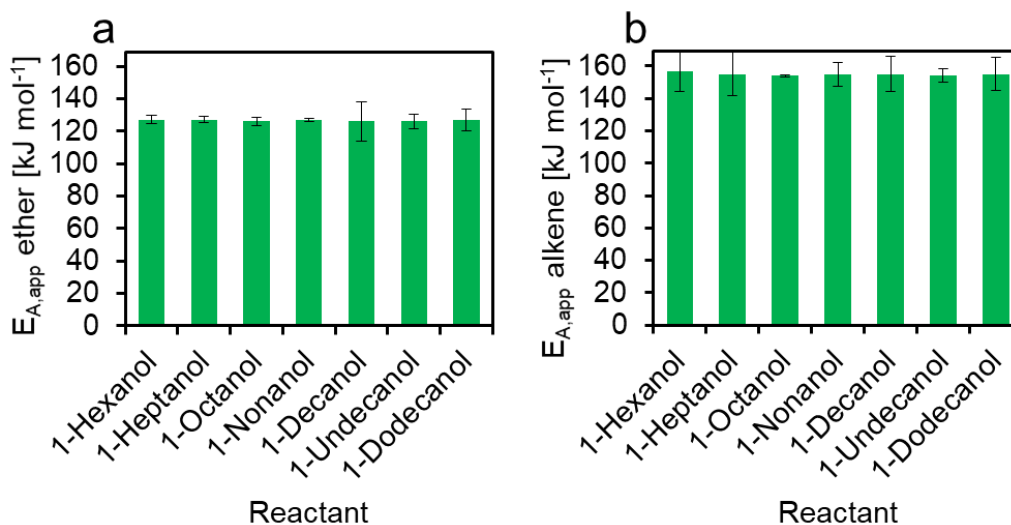 a
E_A,app ether [kJ mol⁻¹]
160
140
120
100
80
60
40
20
0
1-Hexanol
1-Heptanol
1-Octanol
1-Nonanol
1-Decanol
1-Undecanol
1-Dodecanol
Reactant
b
E_A,app alkene [kJ mol⁻¹]
160
140
120
100
80
60
40
20
0
1-Hexanol
1-Heptanol
1-Octanol
1-Nonanol
1-Decanol
1-Undecanol
1-Dodecanol
Reactant